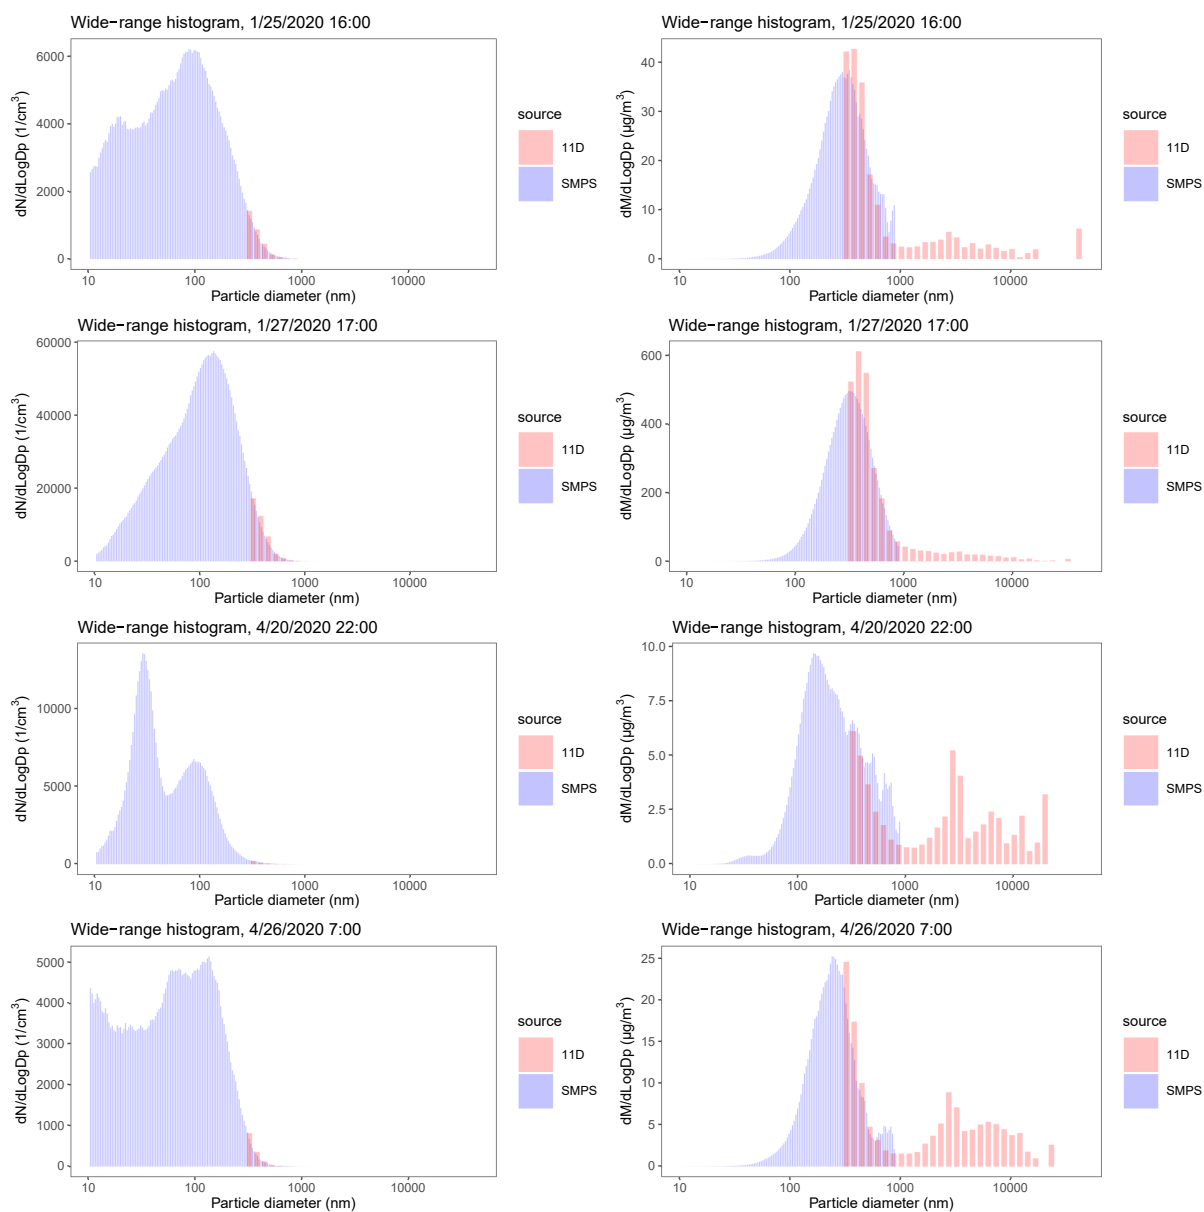 Wide−range histogram, 1/25/2020 16:00
dN/dLogDp (1/cm³)
6000
4000
2000
0
10
100
1000
10000
Particle diameter (nm)
source
11D
SMPS
Wide−range histogram, 1/25/2020 16:00
dM/dLogDp (μg/m³)
40
30
20
10
0
10
100
1000
10000
Particle diameter (nm)
source
11D
SMPS
Wide−range histogram, 1/27/2020 17:00
dN/dLogDp (1/cm³)
60000
40000
20000
0
10
100
1000
10000
Particle diameter (nm)
source
11D
SMPS
Wide−range histogram, 1/27/2020 17:00
dM/dLogDp (μg/m³)
600
400
200
0
10
100
1000
10000
Particle diameter (nm)
source
11D
SMPS
Wide−range histogram, 4/20/2020 22:00
dN/dLogDp (1/cm³)
10000
5000
0
10
100
1000
10000
Particle diameter (nm)
source
11D
SMPS
Wide−range histogram, 4/20/2020 22:00
dM/dLogDp (μg/m³)
10.0
7.5
5.0
2.5
0.0
10
100
1000
10000
Particle diameter (nm)
source
11D
SMPS
Wide−range histogram, 4/26/2020 7:00
dN/dLogDp (1/cm³)
5000
4000
3000
2000
1000
0
10
100
1000
10000
Particle diameter (nm)
source
11D
SMPS
Wide−range histogram, 4/26/2020 7:00
dM/dLogDp (μg/m³)
25
20
15
10
5
0
10
100
1000
10000
Particle diameter (nm)
source
11D
SMPS